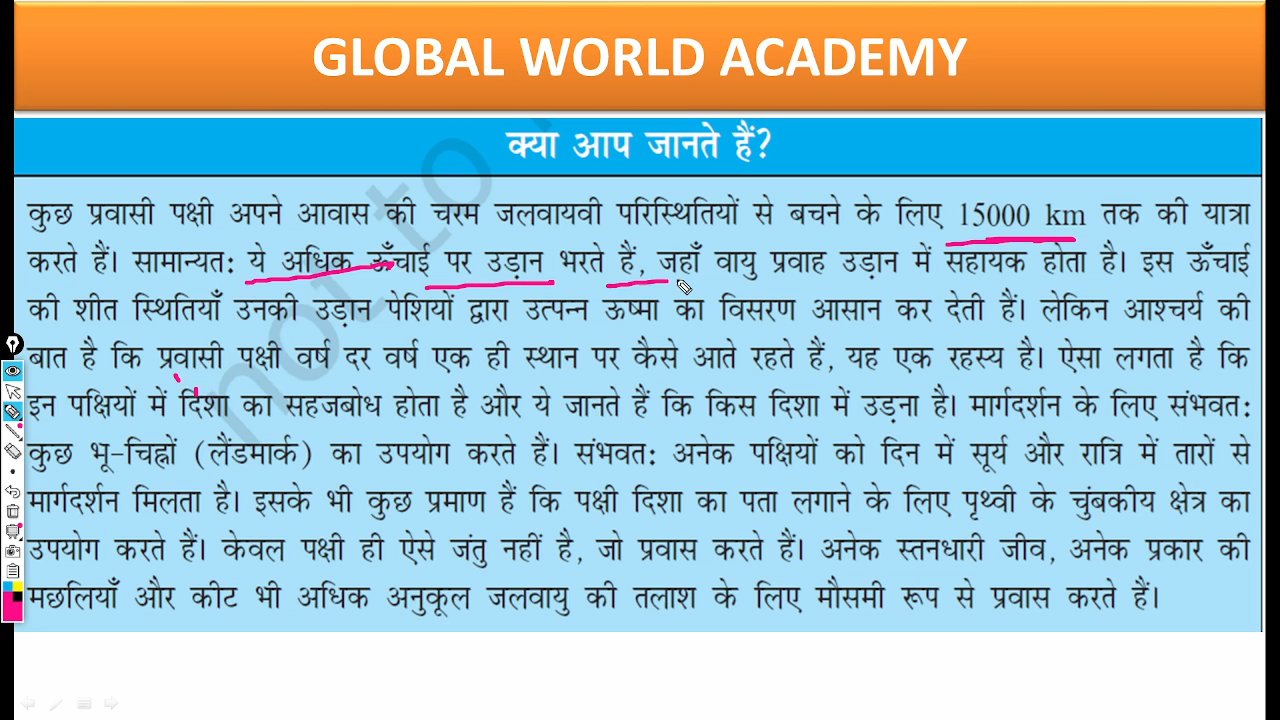 GLOBAL WORLD ACADEMY
क्या आप जानते हैं?
कुछ प्रवासी पक्षी अपने आवास की चरम जलवायवी परिस्थितियों से बचने के लिए 15000 km तक की यात्रा
करते हैं। सामान्यत: ये अधिक ऊँचाई पर उड़ान भरते हैं, जहाँ वायु प्रवाह उड़ान में सहायक होता है। इस ऊँचाई
की शीत स्थितियाँ उनकी उड़ान पेशियों द्वारा उत्पन्न ऊष्मा का विसरण आसान कर देती हैं। लेकिन आश्चर्य की
बात है कि प्रवासी पक्षी वर्ष दर वर्ष एक ही स्थान पर कैसे आते रहते हैं, यह एक रहस्य है। ऐसा लगता है कि
इन पक्षियों में दिशा का सहजबोध होता है और ये जानते हैं कि किस दिशा में उड़ना है। मार्गदर्शन के लिए संभवत:
कुछ भू-चिह्नों (लैंडमार्क) का उपयोग करते हैं। संभवत: अनेक पक्षियों को दिन में सूर्य और रात्रि में तारों से
मार्गदर्शन मिलता है। इसके भी कुछ प्रमाण हैं कि पक्षी दिशा का पता लगाने के लिए पृथ्वी के चुंबकीय क्षेत्र का
उपयोग करते हैं। केवल पक्षी ही ऐसे जंतु नहीं है, जो प्रवास करते हैं। अनेक स्तनधारी जीव, अनेक प्रकार की
मछलियाँ और कीट भी अधिक अनुकूल जलवायु की तलाश के लिए मौसमी रूप से प्रवास करते हैं।
not to